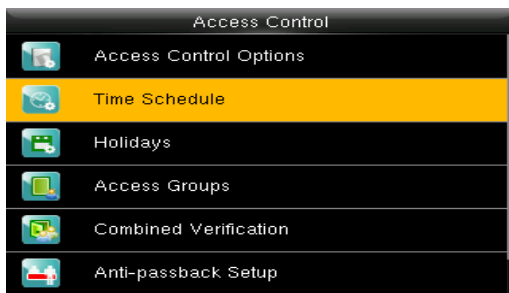 Access Control
Access Control Options
Time Schedule
Holidays
Access Groups
Combined Verification
Anti-passback Setup